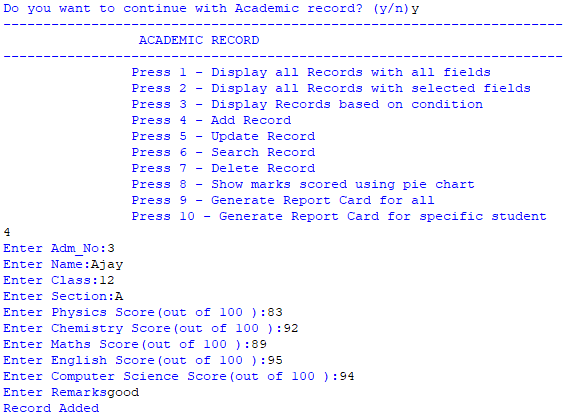 Do you want to continue with Academic record? (y/n)y
----------------------------------------------------------------------
ACADEMIC RECORD
----------------------------------------------------------------------
Press 1 - Display all Records with all fields
Press 2 - Display all Records with selected fields
Press 3 - Display Records based on condition
Press 4 - Add Record
Press 5 - Update Record
Press 6 - Search Record
Press 7 - Delete Record
Press 8 - Show marks scored using pie chart
Press 9 - Generate Report Card for all
Press 10 - Generate Report Card for specific student
4
Enter Adm_No:3
Enter Name:Ajay
Enter Class:12
Enter Section:A
Enter Physics Score(out of 100 ):83
Enter Chemistry Score(out of 100 ):92
Enter Maths Score(out of 100 ):89
Enter English Score(out of 100 ):95
Enter Computer Science Score(out of 100 ):94
Enter Remarksgood
Record Added